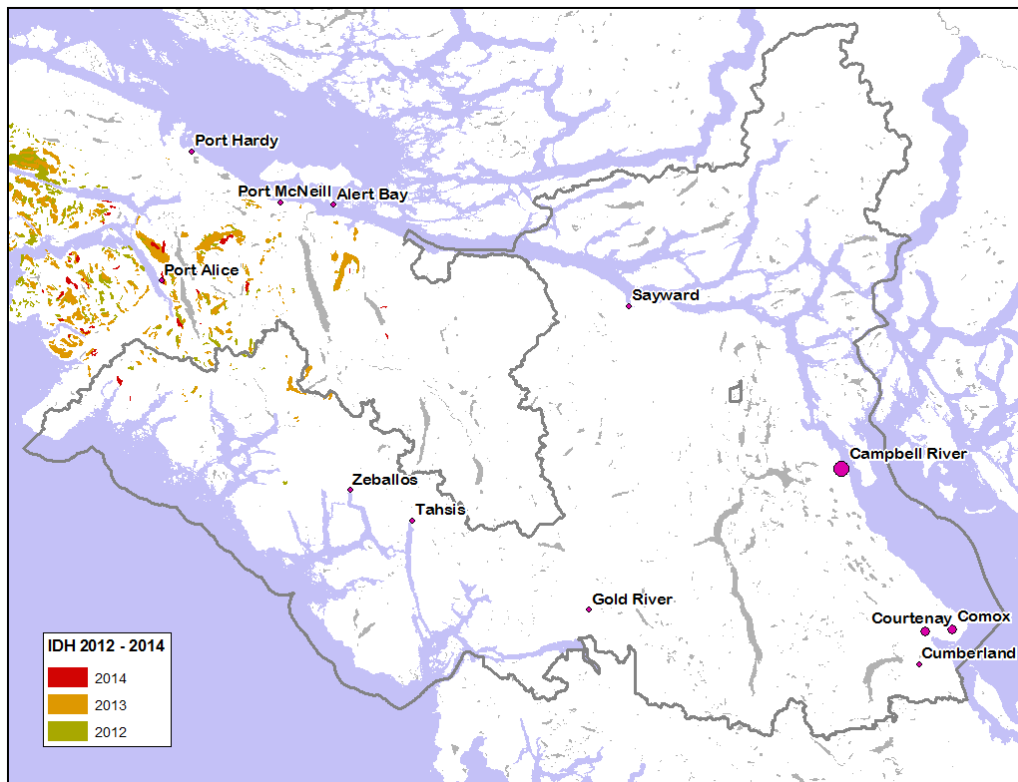 Port Hardy
Port McNeill
Alert Bay
Port Alice
Sayward
Campbell River
Zeballos
Tahsis
Gold River
Courtenay
Comox
Cumberland
IDH 2012 - 2014
2014
2013
2012